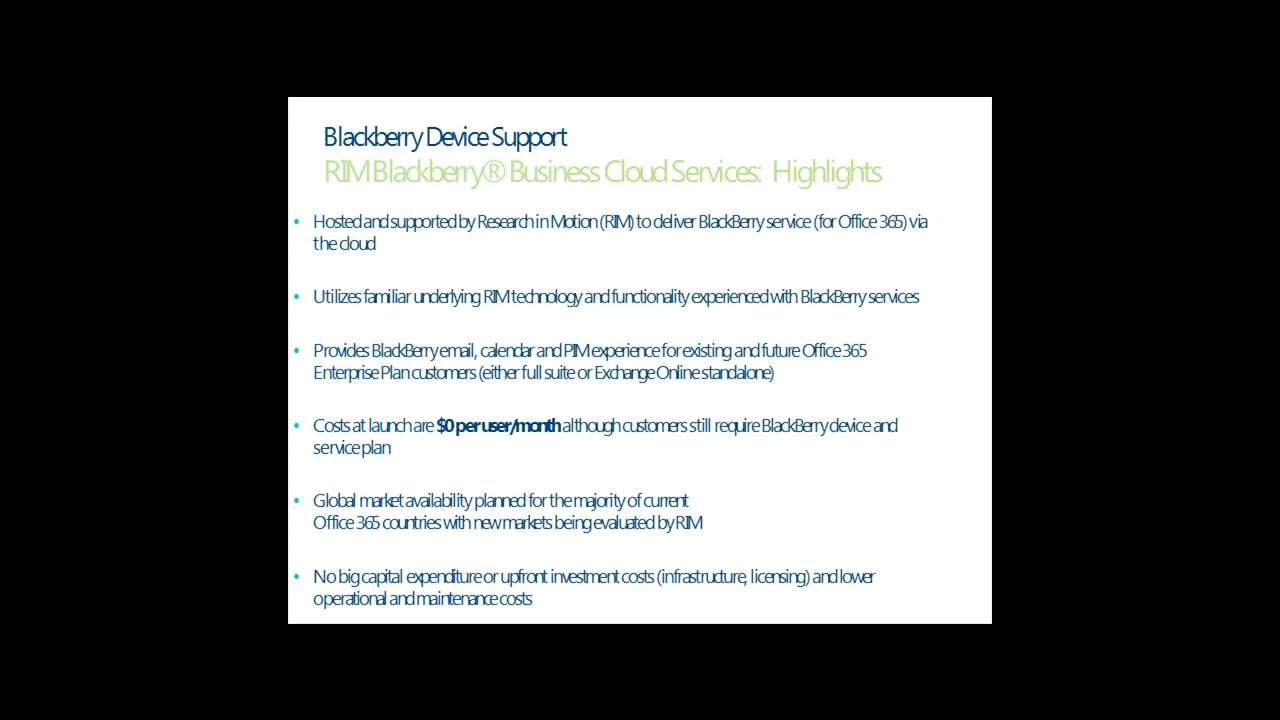 Blackberry Device Support
RIM Blackberry® Business Cloud Services: Highlights
• Hosted and supported by Research in Motion (RIM) to deliver BlackBerry service (for Office 365) via
the cloud
• Utilizes familiar underlying RIM technology and functionality experienced with BlackBerry services
• Provides BlackBerry email, calendar and PIM experience for existing and future Office 365
Enterprise Plan customers (either full suite or Exchange Online standalone)
• Costs at launch are $0 per user/month although customers still require BlackBerry device and
service plan
• Global market availability planned for the majority of current
Office 365 countries with new markets being evaluated by RIM
• No big capital expenditure or upfront investment costs (infrastructure, licensing) and lower
operational and maintenance costs